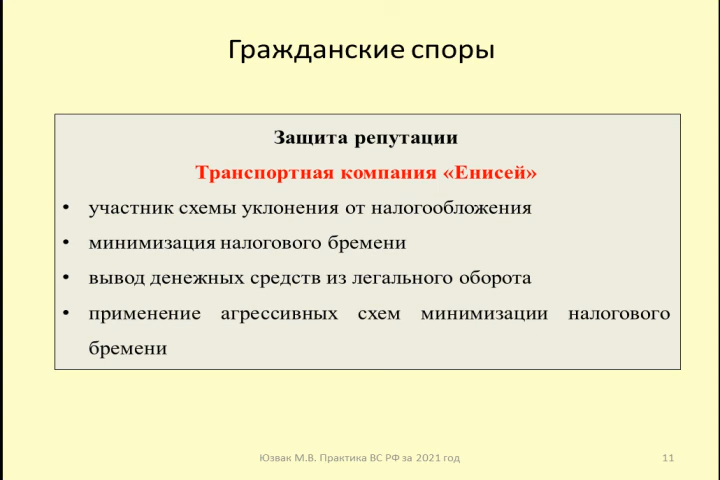 Гражданские споры
Защита репутации
Транспортная компания «Енисей»
• участник схемы уклонения от налогообложения
• минимизация налогового бремени
• вывод денежных средств из легального оборота
• применение агрессивных схем минимизации налогового
бремени
Юзвак М.В. Практика ВС РФ за 2021 год
11